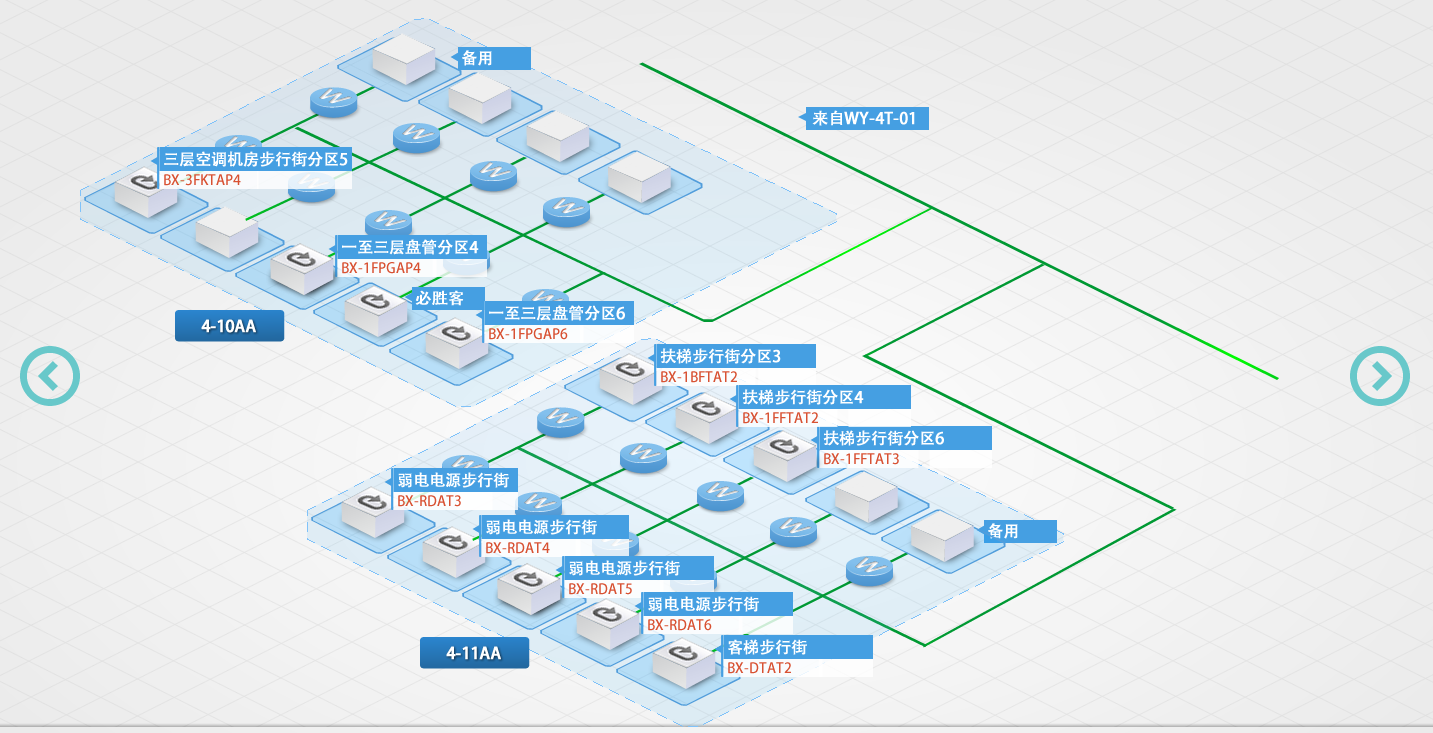 备用
来自WY-4T-01
三层空调机房步行街分区5
BX-3FKTAP4
一至三层盘管分区4
BX-1FPGAP4
必胜客
一至三层盘管分区6
BX-1FPGAP6
4-10AA
扶梯步行街分区3
BX-1BFTAT2
扶梯步行街分区4
BX-1FFTAT2
扶梯步行街分区6
BX-1FFTAT3
弱电电源步行街
BX-RDAT3
弱电电源步行街
BX-RDAT4
备用
弱电电源步行街
BX-RDAT5
弱电电源步行街
BX-RDAT6
客梯步行街
BX-DTAT2
4-11AA